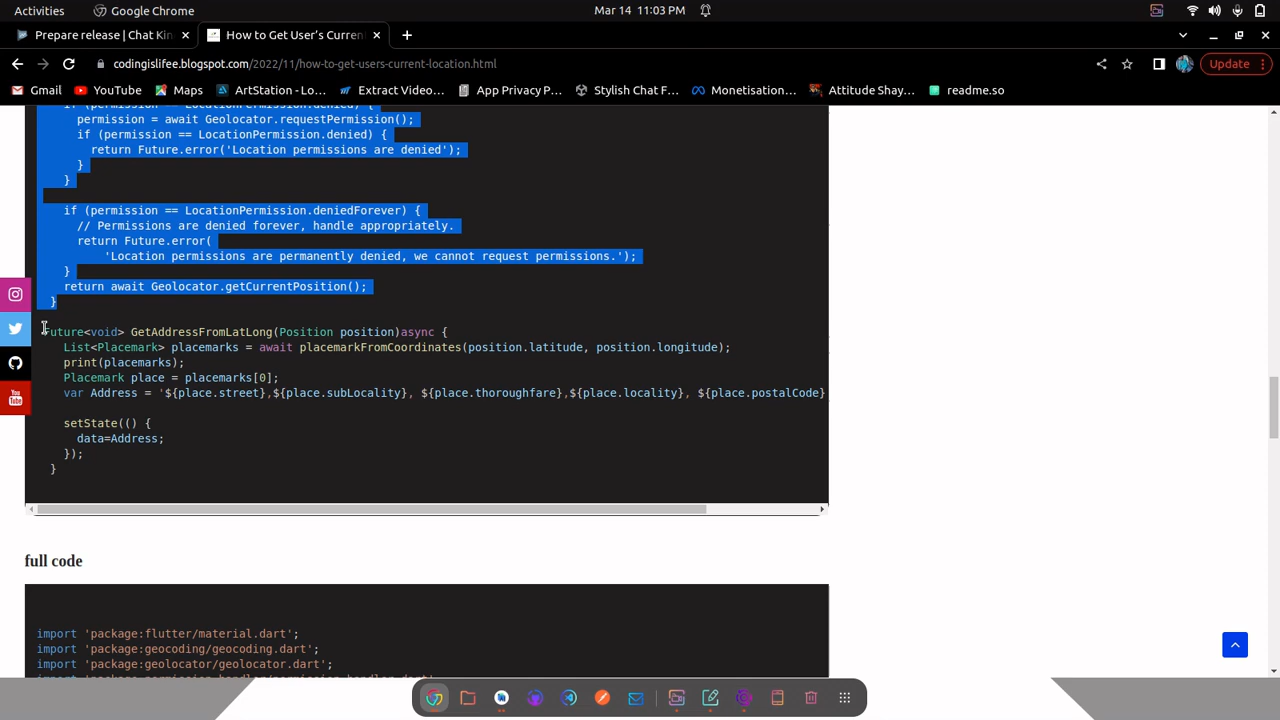 Activities
Google Chrome
Mar 14 11:03 PM
Prepare release | Chat Kin
How to Get User's Curren
codingislifee.blogspot.com/2022/11/how-to-get-users-current-location.html
Update
Gmail
YouTube
Maps
ArtStation - Lo...
Extract Video...
App Privacy P...
Stylish Chat F...
Monetisation...
Attitude Shay...
readme.so
if (permission == LocationPermission.denied) {
permission = await Geolocator.requestPermission();
if (permission == LocationPermission.denied) {
return Future.error('Location permissions are denied');
}
}
if (permission == LocationPermission.deniedForever) {
// Permissions are denied forever, handle appropriately.
return Future.error(
'Location permissions are permanently denied, we cannot request permissions.');
}
return await Geolocator.getCurrentPosition();
}
Future<void> GetAddressFromLatLong(Position position)async {
List<Placemark> placemarks = await placemarkFromCoordinates(position.latitude, position.longitude);
print(placemarks);
Placemark place = placemarks[0];
var Address = '${place.street},${place.subLocality}, ${place.thoroughfare},${place.locality}, ${place.postalCode}
setState(() {
data=Address;
});
}
full code
import 'package:flutter/material.dart';
import 'package:geocoding/geocoding.dart';
import 'package:geolocator/geolocator.dart';